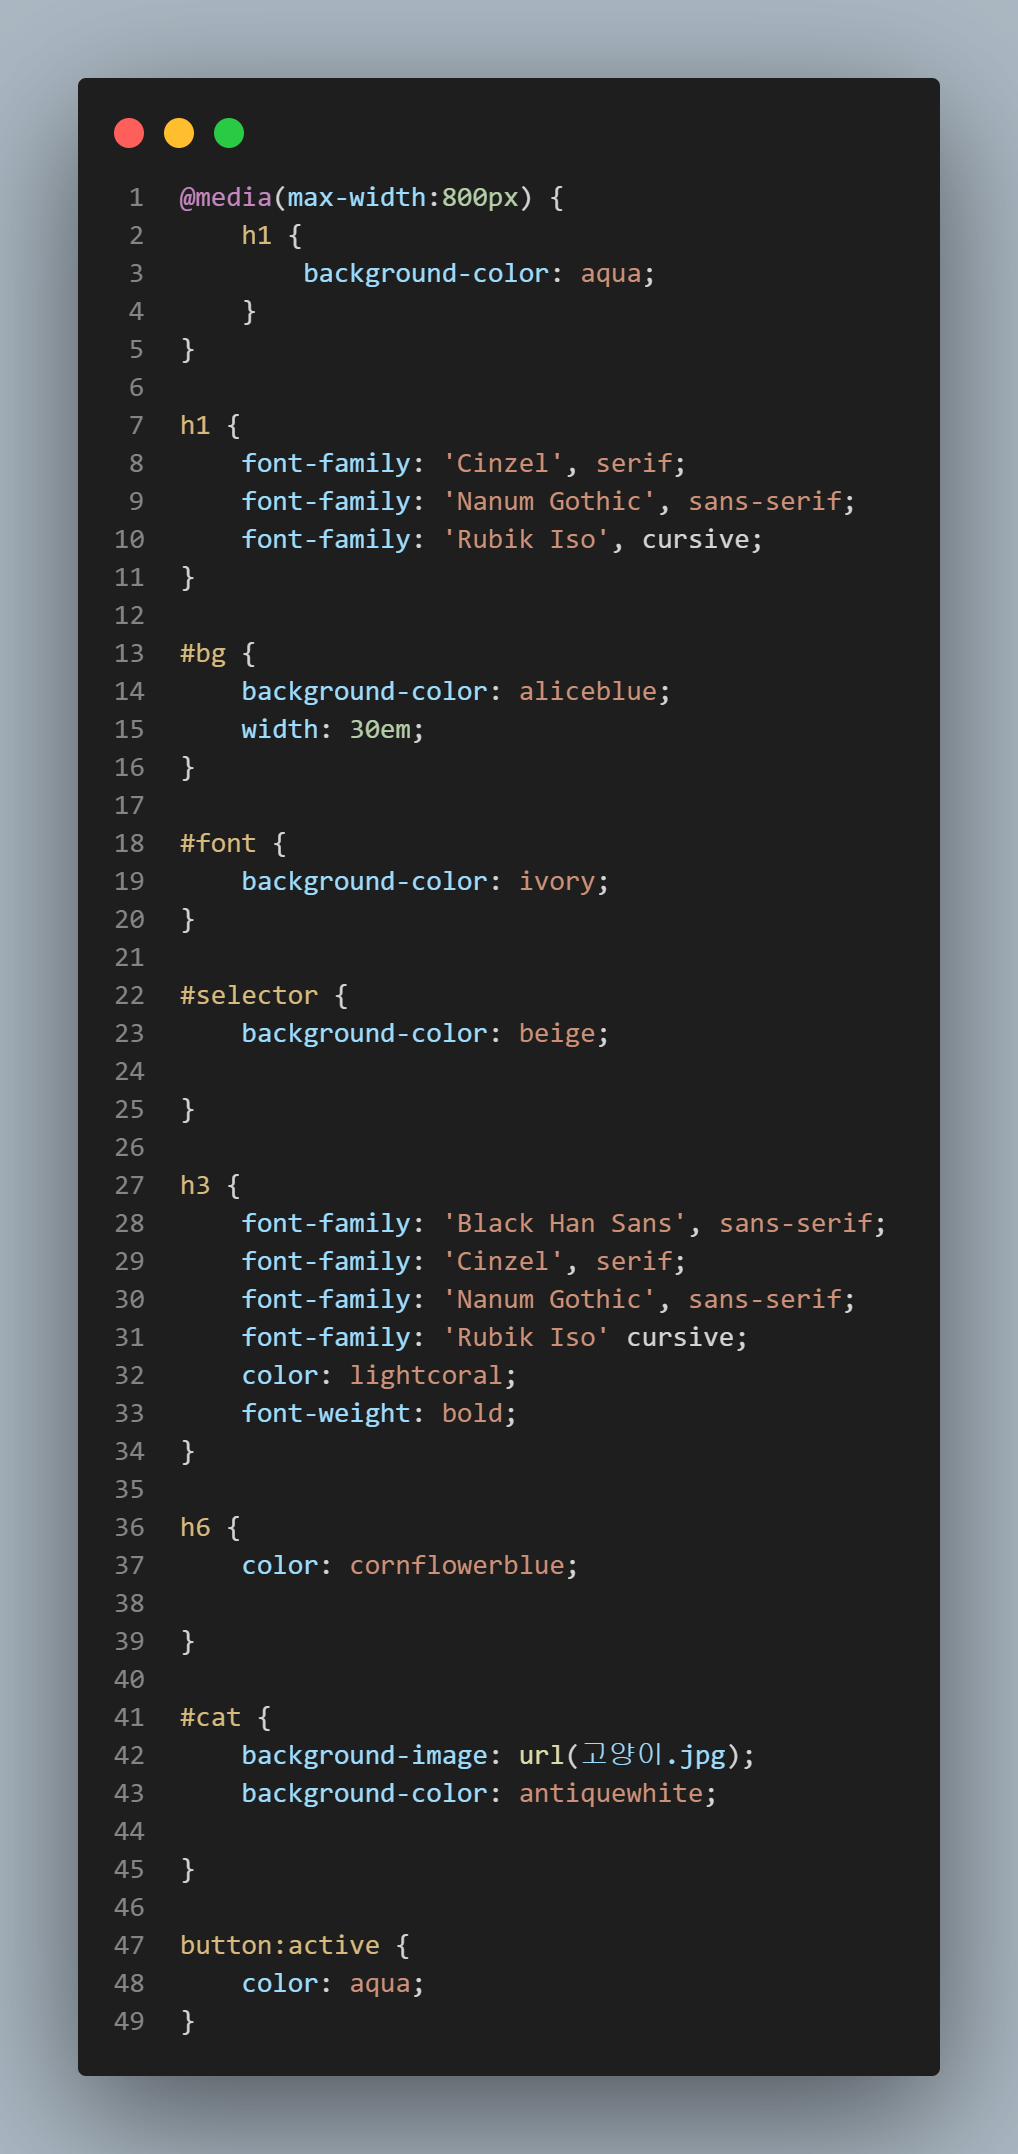 1 @media(max-width:800px) {
2     h1 {
3         background-color: aqua;
4     }
5 }
6
7 h1 {
8     font-family: 'Cinzel', serif;
9     font-family: 'Nanum Gothic', sans-serif;
10     font-family: 'Rubik Iso', cursive;
11 }
12
13 #bg {
14     background-color: aliceblue;
15     width: 30em;
16 }
17
18 #font {
19     background-color: ivory;
20 }
21
22 #selector {
23     background-color: beige;
24
25 }
26
27 h3 {
28     font-family: 'Black Han Sans', sans-serif;
29     font-family: 'Cinzel', serif;
30     font-family: 'Nanum Gothic', sans-serif;
31     font-family: 'Rubik Iso' cursive;
32     color: lightcoral;
33     font-weight: bold;
34 }
35
36 h6 {
37     color: cornflowerblue;
38
39 }
40
41 #cat {
42     background-image: url(고양이.jpg);
43     background-color: antiquewhite;
44
45 }
46
47 button:active {
48     color: aqua;
49 }